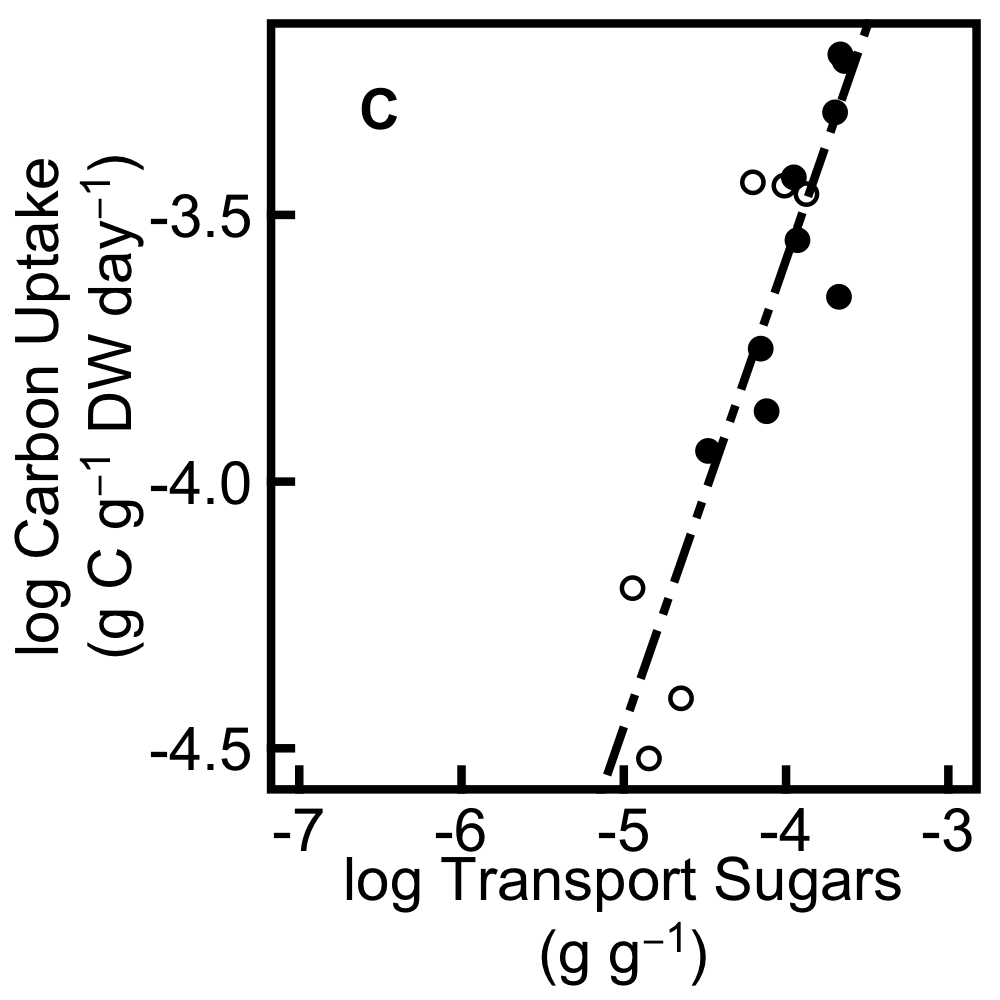 C
log Carbon Uptake
(g C g⁻¹ DW day⁻¹)
-3.5
-4.0
-4.5
-7 -6 -5 -4 -3
log Transport Sugars
(g g⁻¹)